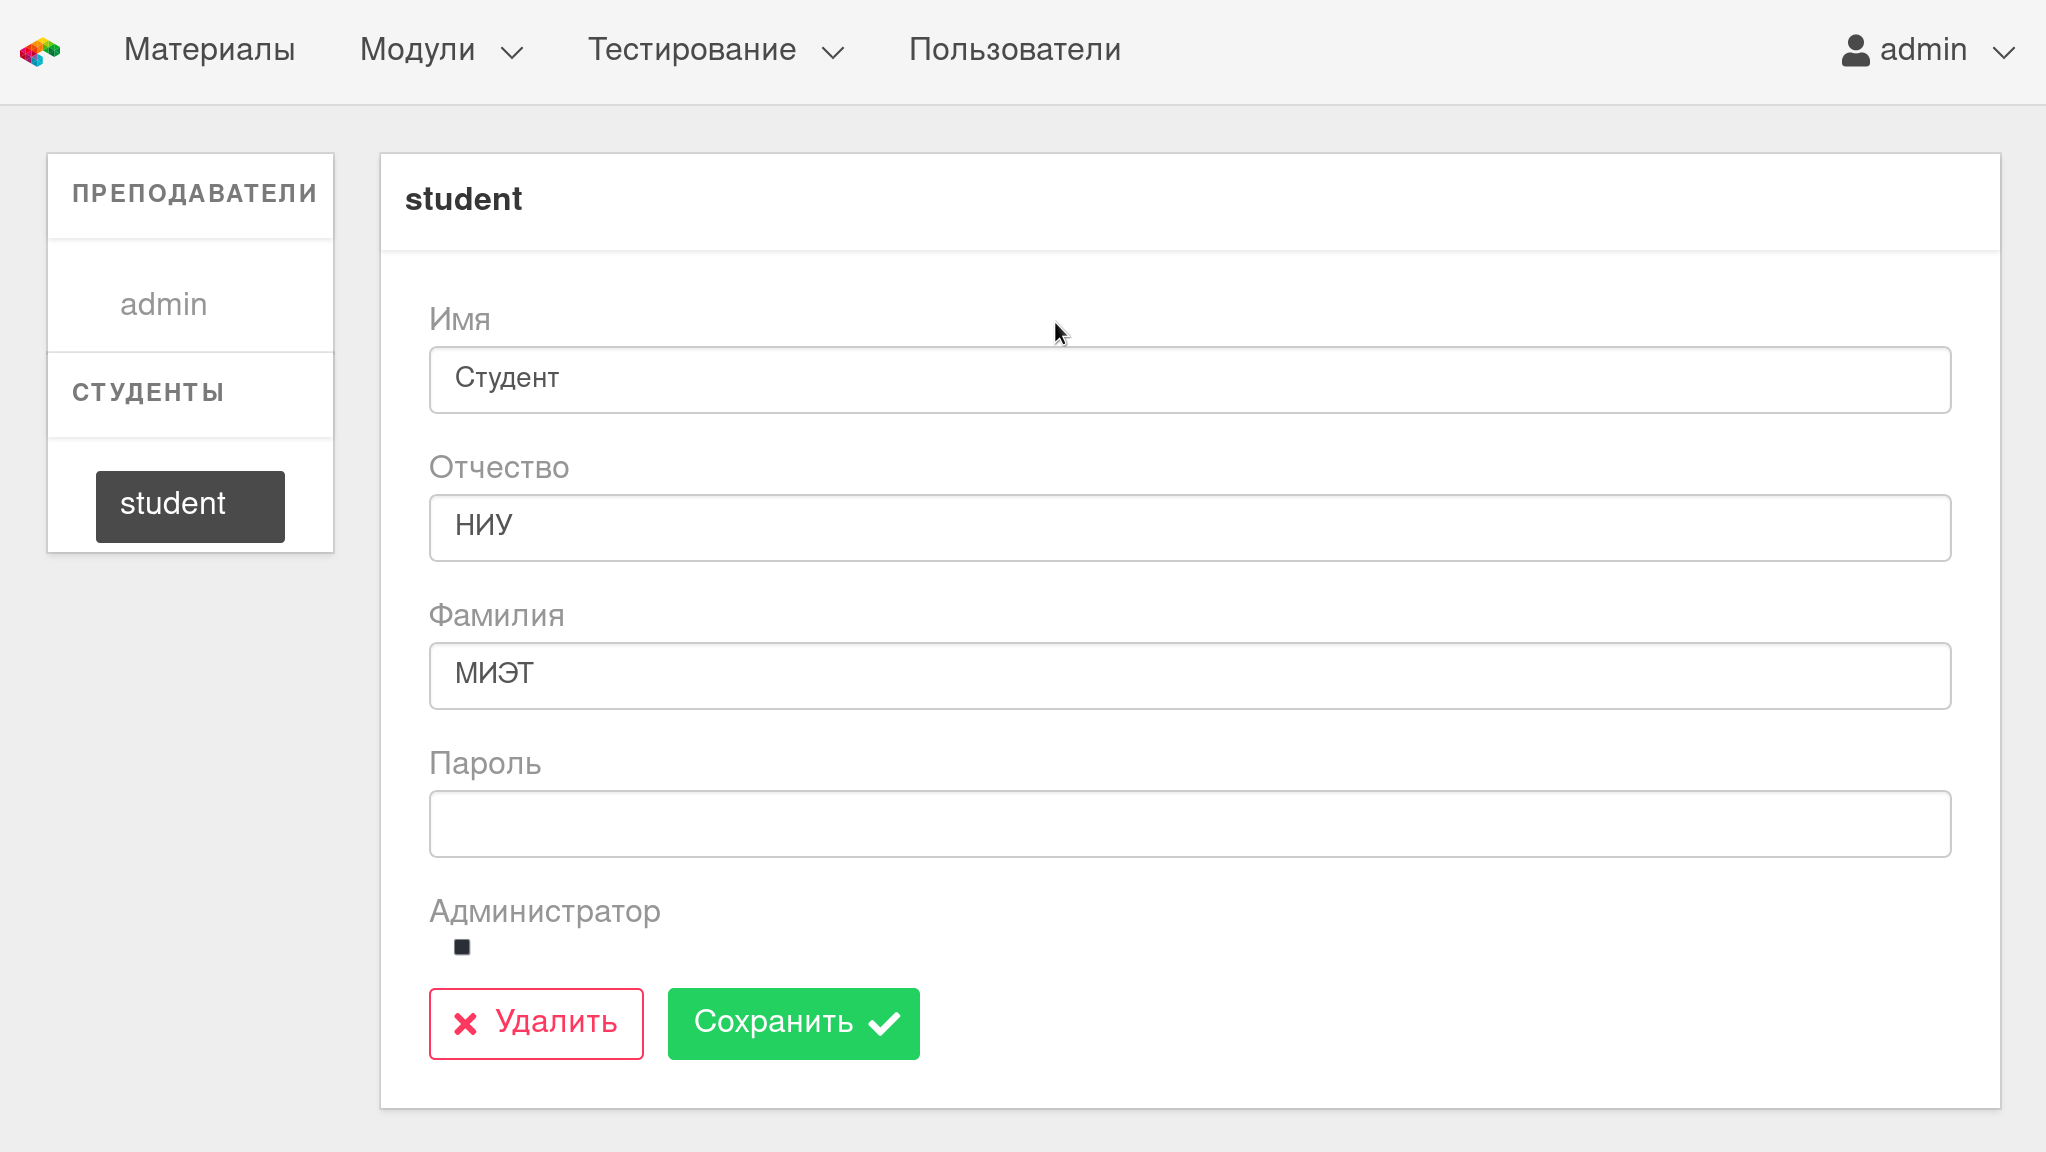 Материалы Модули Тестирование Пользователи admin
ПРЕПОДАВАТЕЛИ
admin
СТУДЕНТЫ
student
student
Имя
Студент
Отчество
НИУ
Фамилия
МИЭТ
Пароль
Администратор
Удалить Сохранить